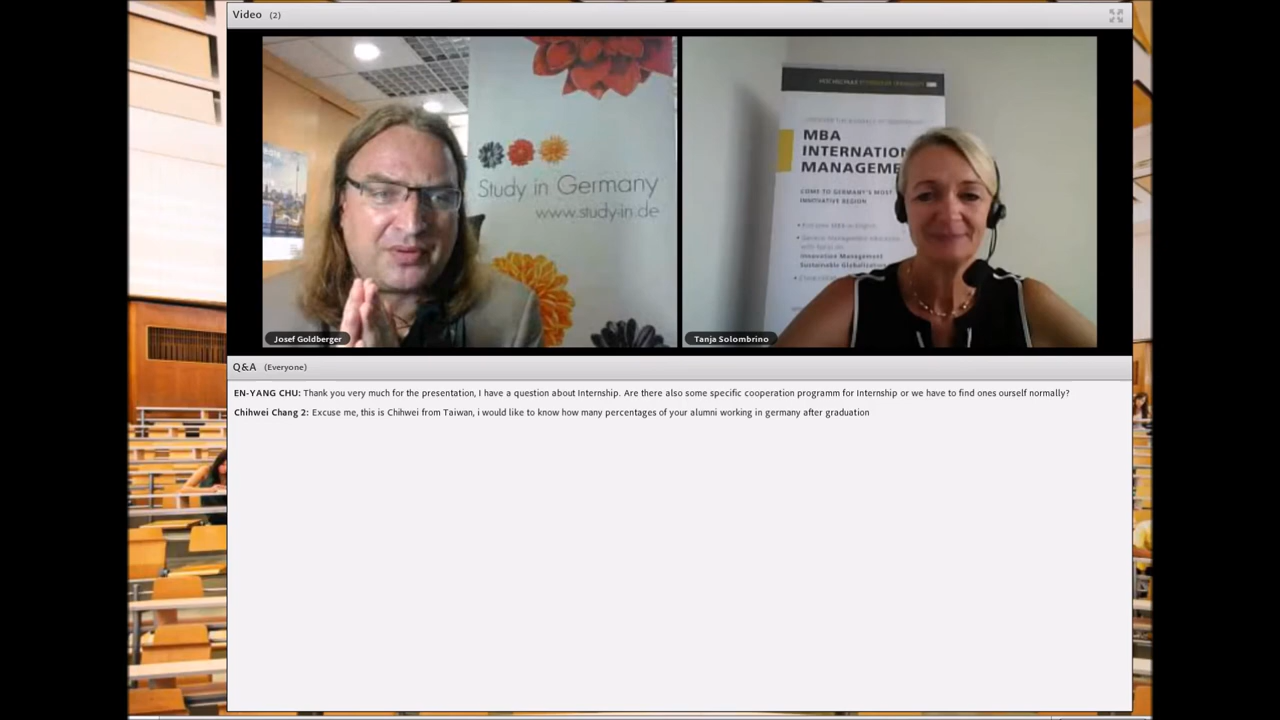 Video (2)
Study in Germany
www.study-in.de
MBA
INTERNATION
MANAGEME
COME TO GERMANY'S MOST
INNOVATIVE REGION
Innovation Management
Sustainable Globalizati
Josef Goldberger
Tanja Solombrino
Q&A (Everyone)
EN-YANG CHU: Thank you very much for the presentation, I have a question about Internship. Are there also some specific cooperation programm for Internship or we have to find ones ourself normally?
Chihwei Chang 2: Excuse me, this is Chihwei from Taiwan, i would like to know how many percentages of your alumni working in germany after graduation